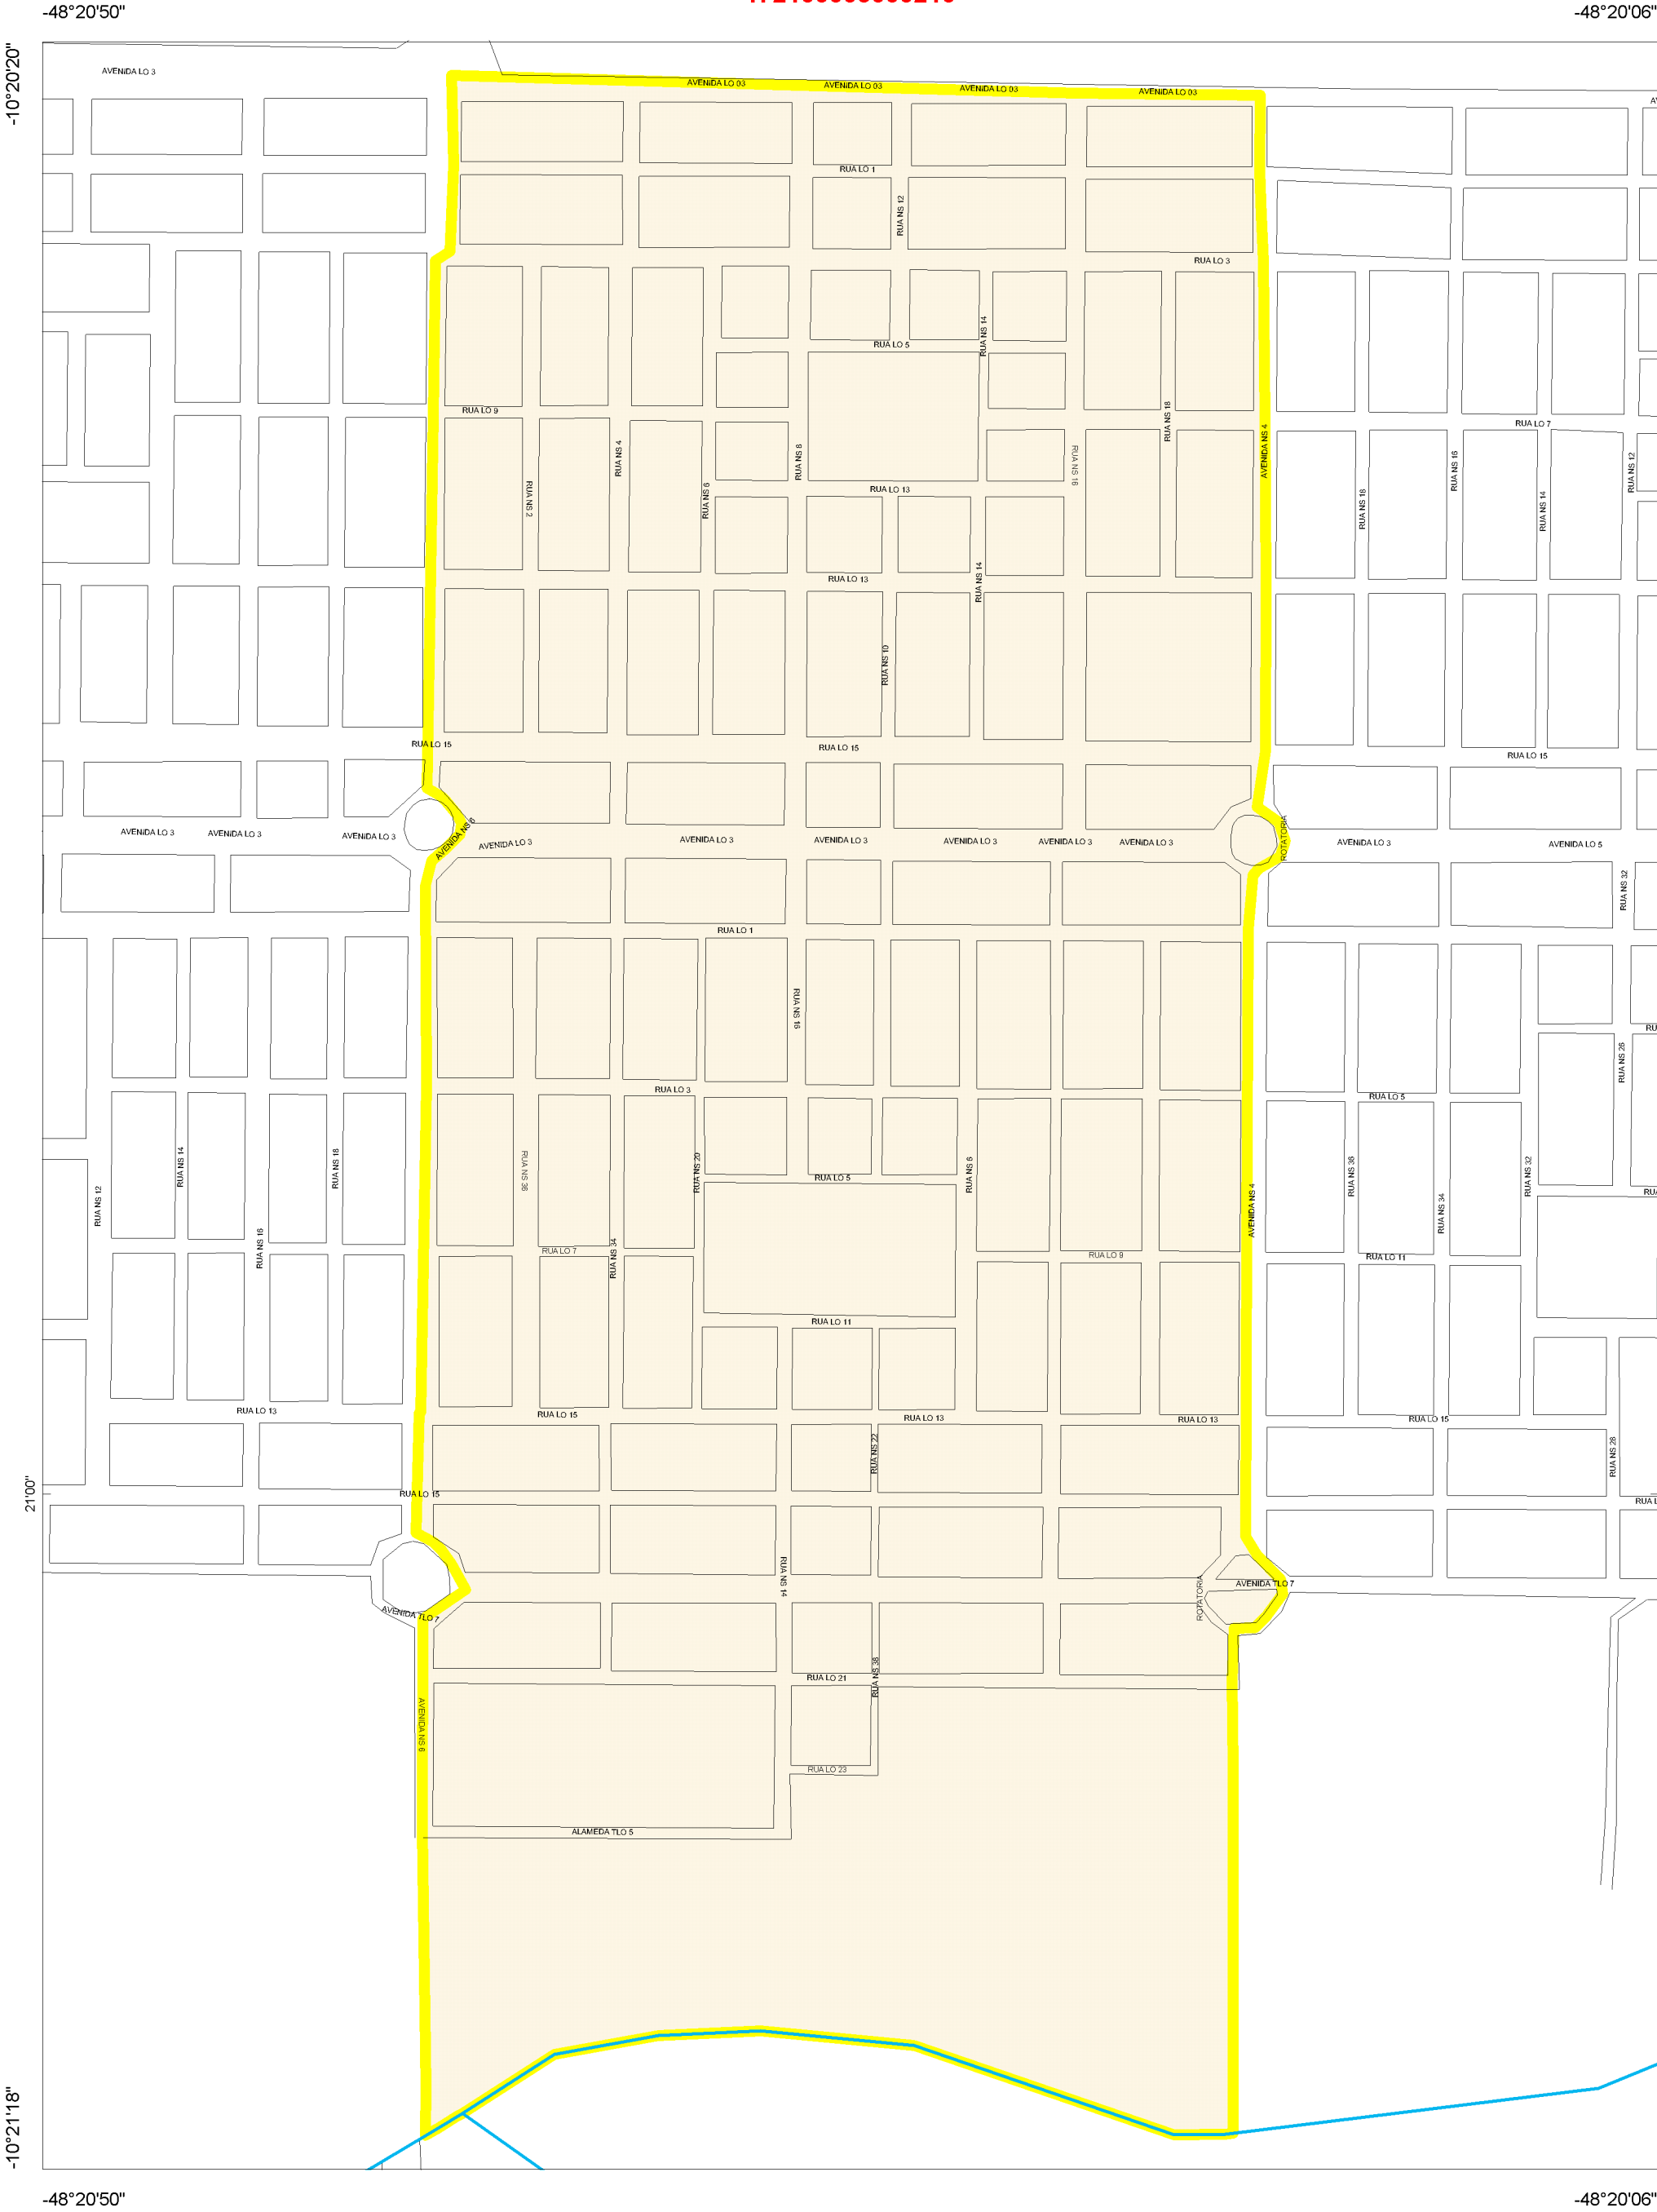 -48°20'50"
-48°20'06"
-10°20'20"
AVENIDA LO 3
AVENIDA LO 03
AVENIDA LO 03
AVENIDA LO 03
AVENIDA LO 03
RUA LO 1
RUA NS 12
RUA LO 3
RUA NS 14
RUA LO 5
RUA LO 9
RUA NS 18
RUA LO 7
AVENIDA NS 4
RUA NS 4
RUA NS 8
RUA NS 16
RUA NS 16
RUA NS 12
RUA NS 2
RUA NS 6
RUA LO 13
RUA NS 18
RUA NS 14
RUA LO 13
RUA NS 14
RUA NS 10
RUA LO 15
RUA LO 15
RUA LO 15
AVENIDA LO 3
AVENIDA LO 3
AVENIDA LO 3
AVENIDA NS 6
AVENIDA LO 3
AVENIDA LO 3
AVENIDA LO 3
AVENIDA LO 3
AVENIDA LO 3
AVENIDA LO 3
ROTATORIA
AVENIDA LO 3
AVENIDA LO 5
RUA NS 32
RUA LO 1
RUA NS 16
RU
RUA NS 26
RUA LO 3
RUA LO 5
RUA NS 14
RUA NS 18
RUA NS 36
RUA NS 20
RUA LO 5
RUA NS 6
RUA NS 36
RUA NS 32
RUA
RUA NS 12
AVENIDA NS 4
RUA NS 34
RUA NS 16
RUA LO 7
RUA NS 34
RUA LO 9
RUA LO 11
RUA LO 11
RUA LO 13
RUA LO 15
RUA LO 13
RUA LO 13
RUA LO 15
RUA NS 22
RUA NS 28
21'00"
RUA LO 15
RUA L
RUA NS 14
AVENIDA TLO 7
ROTATORIA
AVENIDA TLO 7
RUA LO 21
RUA NS 38
AVENIDA NS 6
RUA LO 23
ALAMEDA TLO 5
-10°21'18"
-48°20'50"
-48°20'06"